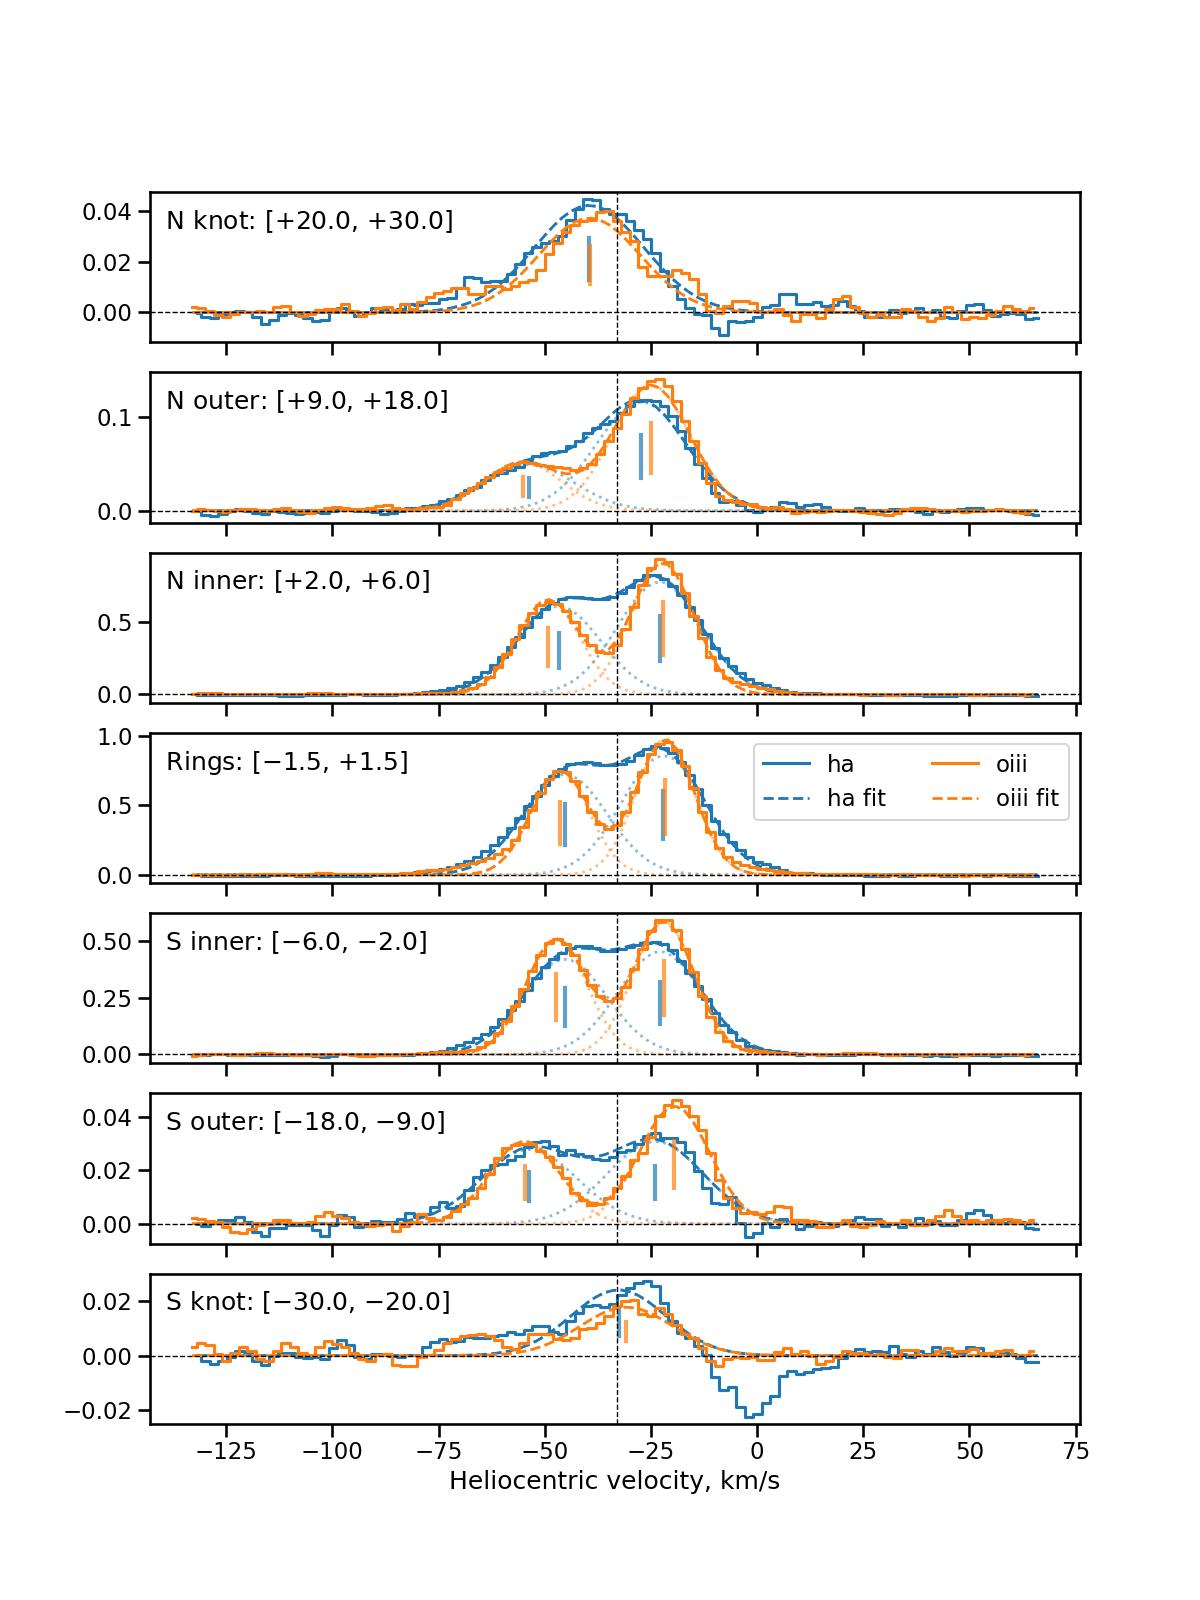 N knot: [+20.0, +30.0]
0.04
0.02
0.00
N outer: [+9.0, +18.0]
0.1
0.0
N inner: [+2.0, +6.0]
0.5
0.0
Rings: [−1.5, +1.5]
1.0
0.5
0.0
ha oiii
ha fit oiii fit
S inner: [−6.0, −2.0]
0.50
0.25
0.00
S outer: [−18.0, −9.0]
0.04
0.02
0.00
S knot: [−30.0, −20.0]
0.02
0.00
−0.02
−125 −100 −75 −50 −25 0 25 50 75
Heliocentric velocity, km/s